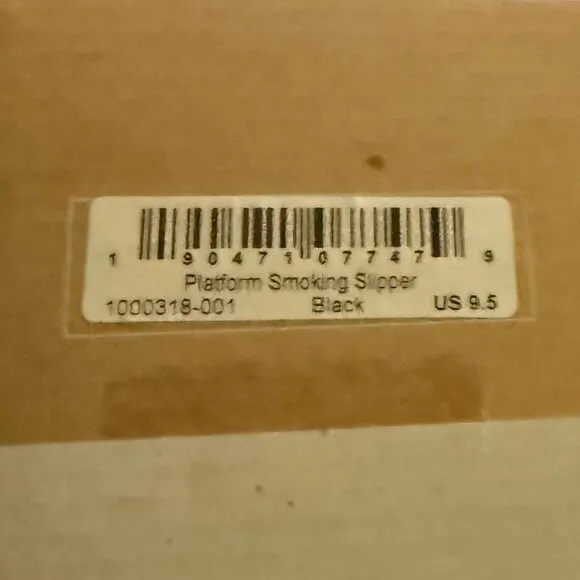 1 90471 07747 9
Platform Smoking Slipper
1000318-001 Black US 9.5